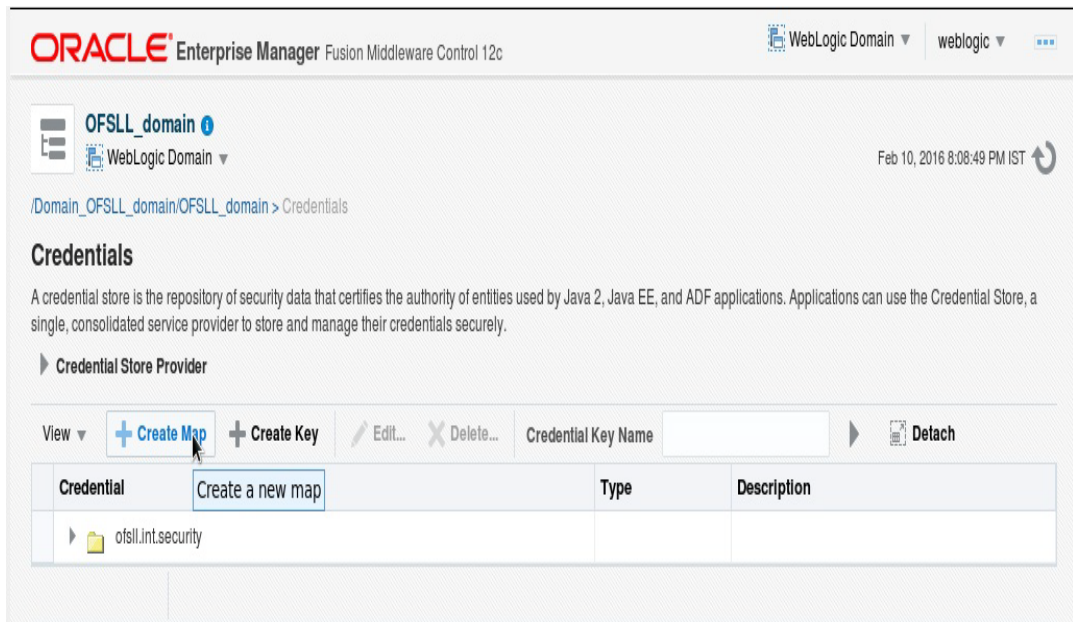 ORACLE Enterprise Manager Fusion Middleware Control 12c
WebLogic Domain
weblogic
OFSLL_domain
WebLogic Domain
Feb 10, 2016 8:08:49 PM IST
/Domain_OFSLL_domain/OFSLL_domain > Credentials
Credentials
A credential store is the repository of security data that certifies the authority of entities used by Java 2, Java EE, and ADF applications. Applications can use the Credential Store, a
single, consolidated service provider to store and manage their credentials securely.
Credential Store Provider
View Create Map Create Key Edit... Delete... Credential Key Name Detach
Credential Type Description
Create a new map
ofsll.int.security